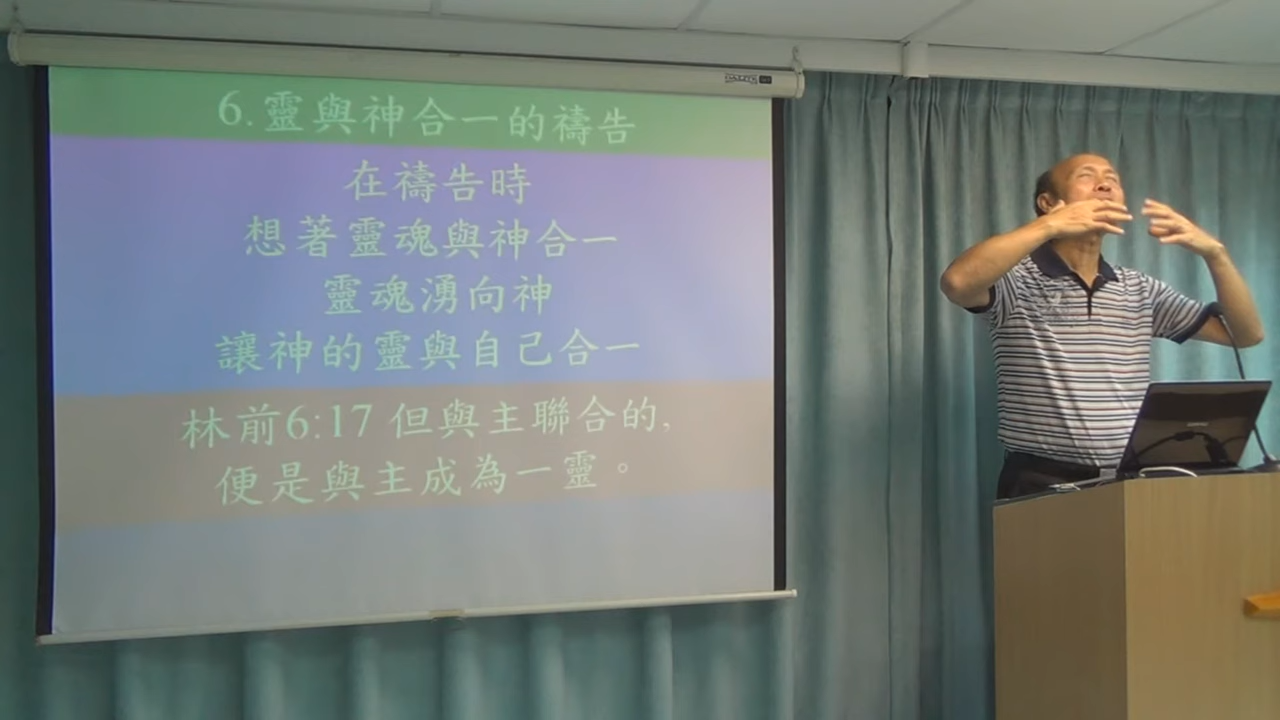 6.靈與神合一的禱告
在禱告時
想著靈魂與神合一
靈魂湧向神
讓神的靈與自己合一
林前6:17 但與主聯合的,
便是與主成為一靈。